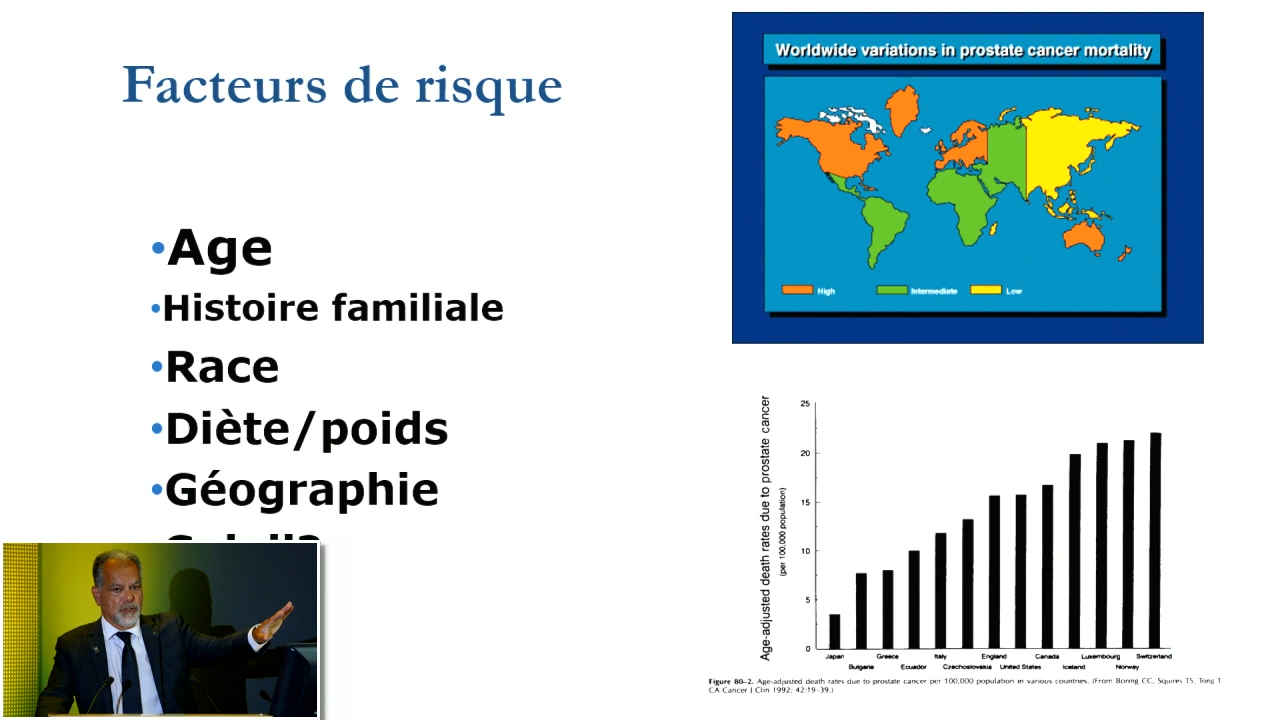 Facteurs de risque
•Age
•Histoire familiale
•Race
•Diète/poids
•Géographie
Worldwide variations in prostate cancer mortality
High
Intermediate
Low
Age-adjusted death rates due to prostate cancer
(per 100,000 population)
25
20
15
10
5
0
Japan
Greece
Italy
England
Canada
Luxembourg
Switzerland
Bulgaria
Ecuador
Czechoslovakia
United States
Iceland
Norway
Figure 80–2. Age-adjusted death rates due to prostate cancer per 100,000 population in various countries. (From Boring CC, Squires TS, Tong T
CA Cancer J Clin 1992; 42:19-39.)